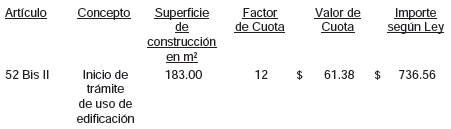 Artículo Concepto Superficie de construcción en m² Factor de Cuota Valor de Cuota Importe según Ley
52 Bis II Inicio de trámite de uso de edificación 183.00 12 $ 61.38 $ 736.56